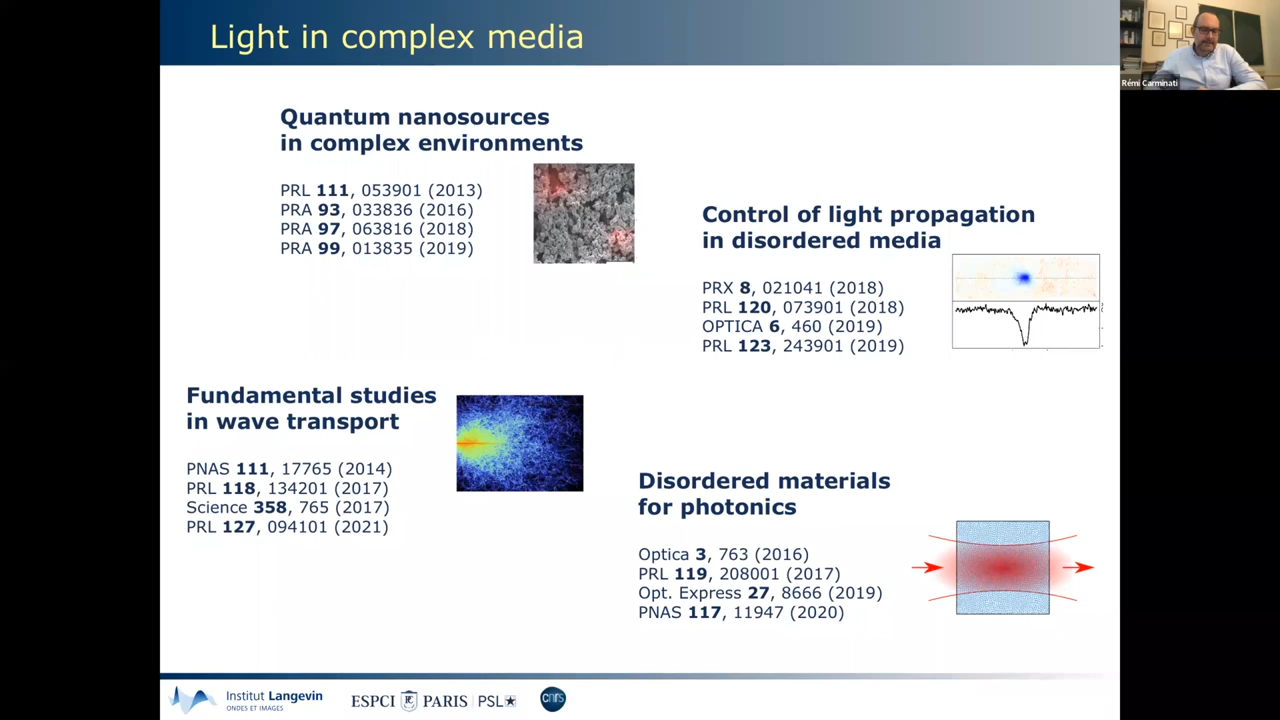 Light in complex media
Rémi Carminati
Quantum nanosources
in complex environments
PRL 111, 053901 (2013)
PRA 93, 033836 (2016)
PRA 97, 063816 (2018)
PRA 99, 013835 (2019)
Control of light propagation
in disordered media
PRX 8, 021041 (2018)
PRL 120, 073901 (2018)
OPTICA 6, 460 (2019)
PRL 123, 243901 (2019)
Fundamental studies
in wave transport
PNAS 111, 17765 (2014)
PRL 118, 134201 (2017)
Science 358, 765 (2017)
PRL 127, 094101 (2021)
Disordered materials
for photonics
Optica 3, 763 (2016)
PRL 119, 208001 (2017)
Opt. Express 27, 8666 (2019)
PNAS 117, 11947 (2020)
Institut Langevin
ONDES ET IMAGES
ESPCI PARIS | PSL
cnrs